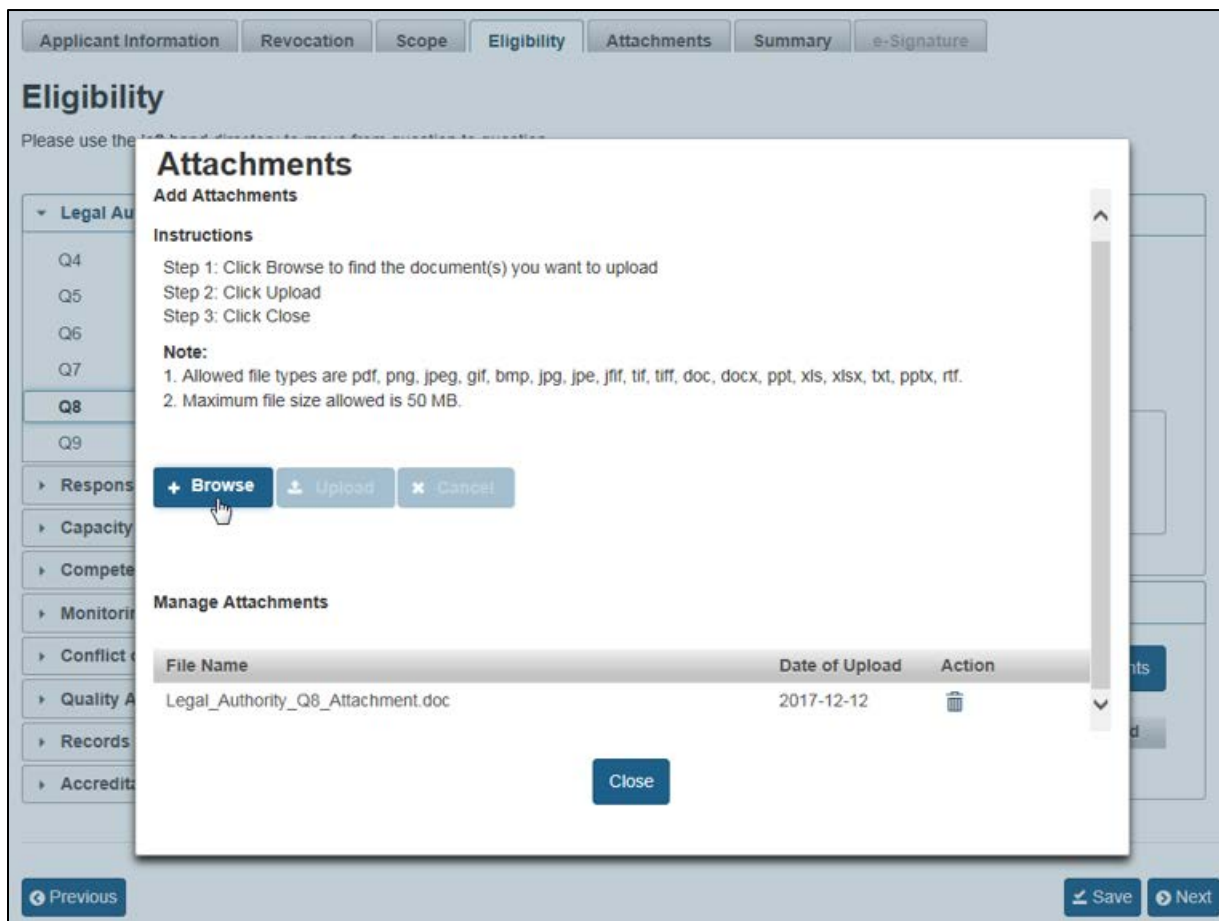 Applicant Information Revocation Scope Eligibility Attachments Summary e-Signature
Eligibility
Please use the
Attachments
Add Attachments
Instructions
Step 1: Click Browse to find the document(s) you want to upload
Step 2: Click Upload
Step 3: Click Close
Note:
1. Allowed file types are pdf, png, jpeg, gif, bmp, jpg, jpe, jfif, tif, tiff, doc, docx, ppt, xls, xlsx, txt, pptx, rtf.
2. Maximum file size allowed is 50 MB.
Browse Upload Cancel
Manage Attachments
File Name Date of Upload Action
Legal_Authority_Q8_Attachment.doc 2017-12-12
Close
Legal Au
Q4
Q5
Q6
Q7
Q8
Q9
Respons
Capacity
Compete
Monitorin
Conflict
Quality A
Records
Accredita
nts
d
Previous Save Next